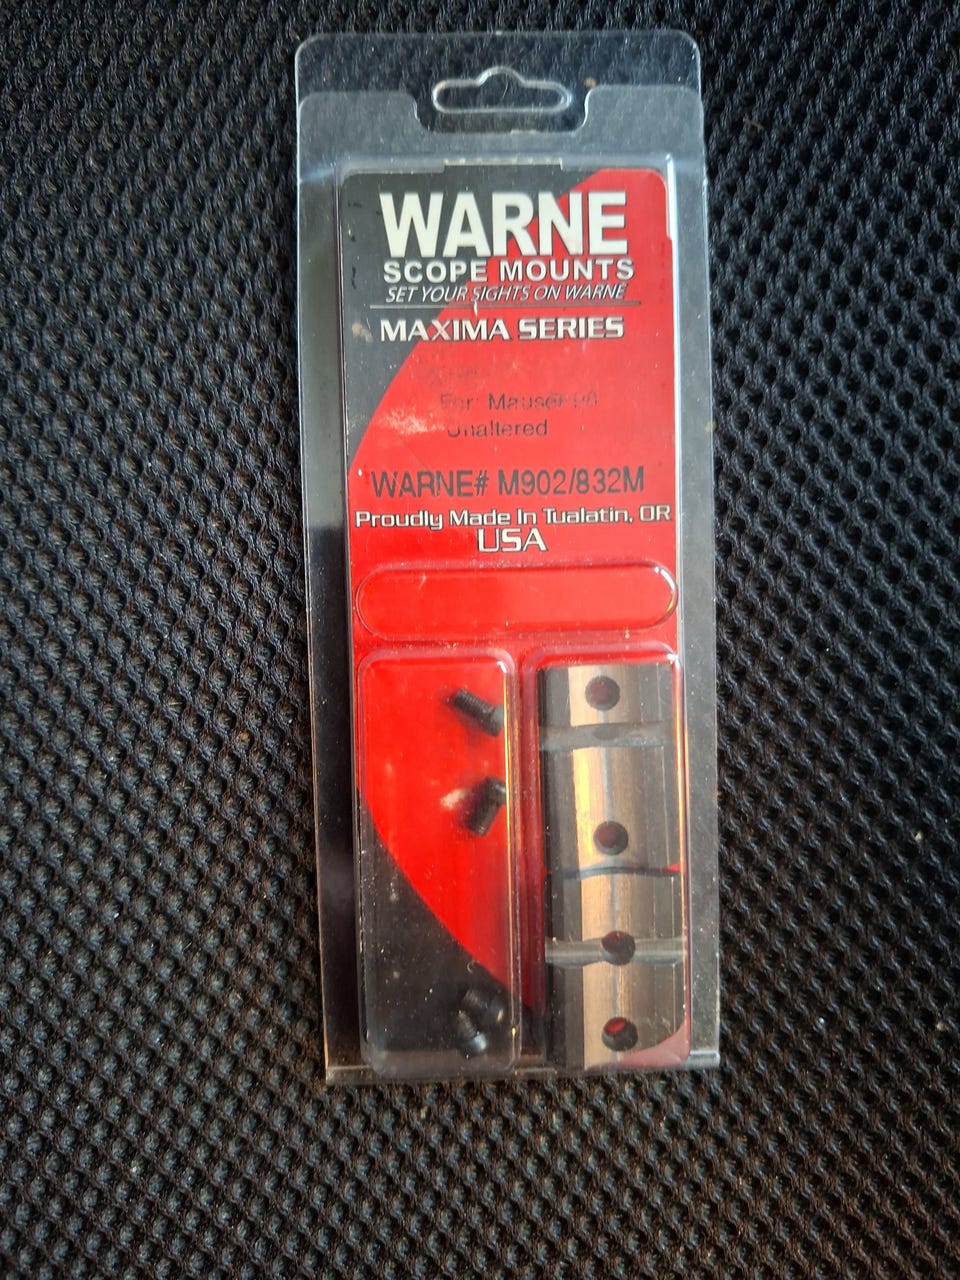 WARNE
SCOPE MOUNTS
SET YOUR SIGHTS ON WARNE
MAXIMA SERIES
For: Mauser
Unaltered
WARNE# M902/832M
Proudly Made In Tualatin, OR
USA